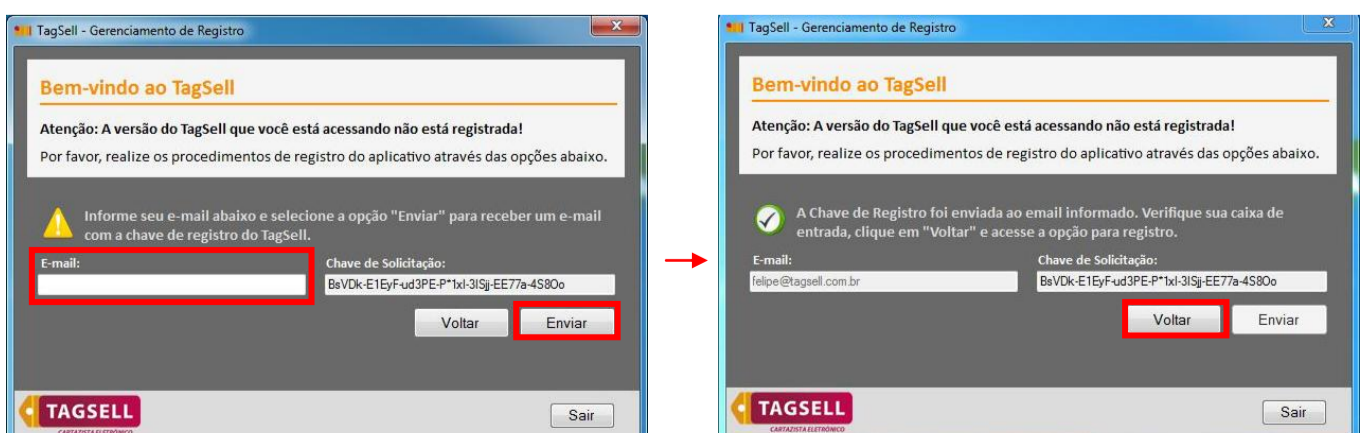 TagSell - Gerenciamento de Registro
Bem-vindo ao TagSell
Atenção: A versão do TagSell que você está acessando não está registrada!
Por favor, realize os procedimentos de registro do aplicativo através das opções abaixo.
Informe seu e-mail abaixo e selecione a opção "Enviar" para receber um e-mail
com a chave de registro do TagSell.
E-mail:
Chave de Solicitação:
BsVDk-E1EyF-ud3PE-P*1xl-3ISjj-EE77a-4S8Oo
Voltar
Enviar
TAGSELL
CARTAZISTA ELETRÔNICO
Sair
TagSell - Gerenciamento de Registro
Bem-vindo ao TagSell
Atenção: A versão do TagSell que você está acessando não está registrada!
Por favor, realize os procedimentos de registro do aplicativo através das opções abaixo.
A Chave de Registro foi enviada ao email informado. Verifique sua caixa de
entrada, clique em "Voltar" e acesse a opção para registro.
E-mail:
Chave de Solicitação:
felipe@tagsell.com.br
BsVDk-E1EyF-ud3PE-P*1xl-3ISjj-EE77a-4S8Oo
Voltar
Enviar
TAGSELL
CARTAZISTA ELETRÔNICO
Sair